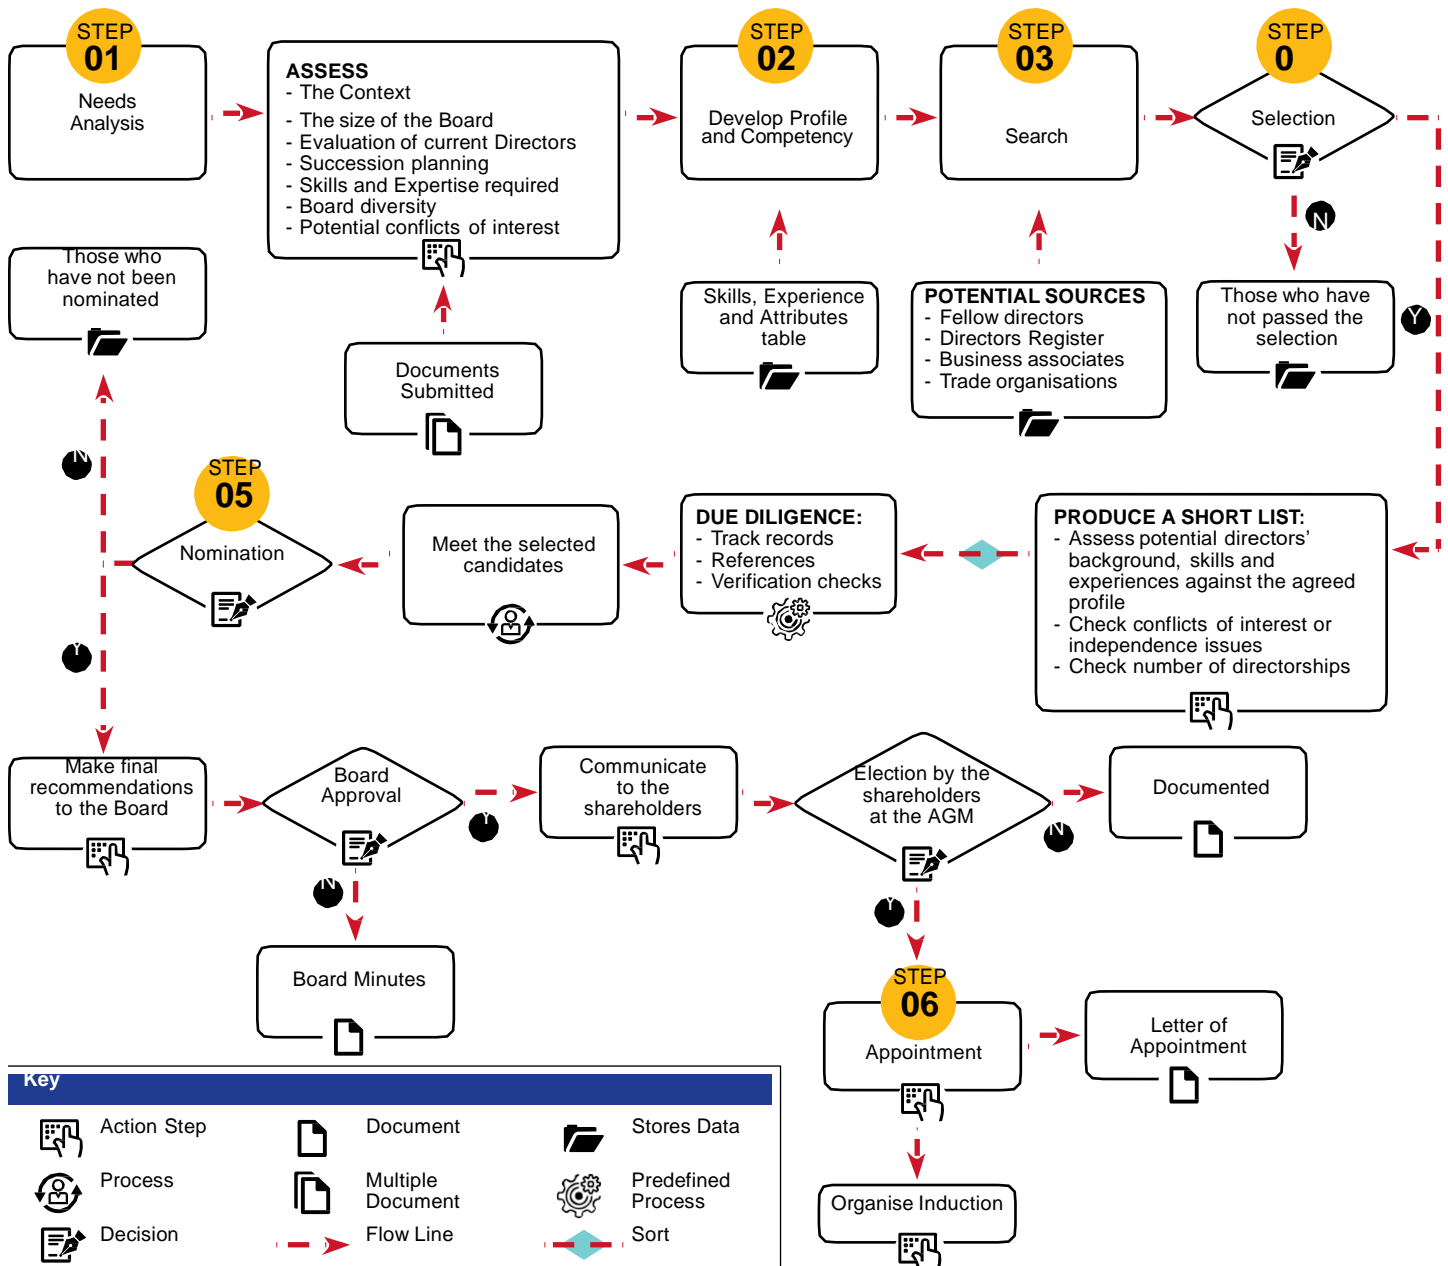 STEP
01
Needs
Analysis
ASSESS
- The Context
- The size of the Board
- Evaluation of current Directors
- Succession planning
- Skills and Expertise required
- Board diversity
- Potential conflicts of interest
STEP
02
Develop Profile
and Competency
STEP
03
Search
STEP
0
Selection
N
Y
Those who
have not been
nominated
Documents
Submitted
Skills, Experience
and Attributes
table
POTENTIAL SOURCES
- Fellow directors
- Directors Register
- Business associates
- Trade organisations
Those who have
not passed the
selection
N
STEP
05
Nomination
Y
Meet the selected
candidates
DUE DILIGENCE:
- Track records
- References
- Verification checks
PRODUCE A SHORT LIST:
- Assess potential directors’
background, skills and
experiences against the agreed
profile
- Check conflicts of interest or
independence issues
- Check number of directorships
Make final
recommendations
to the Board
Board
Approval
Y
N
Communicate
to the
shareholders
Election by the
shareholders
at the AGM
N
Y
Documented
Board Minutes
STEP
06
Appointment
Letter of
Appointment
Organise Induction
Key
Action Step
Document
Stores Data
Process
Multiple
Document
Predefined
Process
Decision
Flow Line
Sort